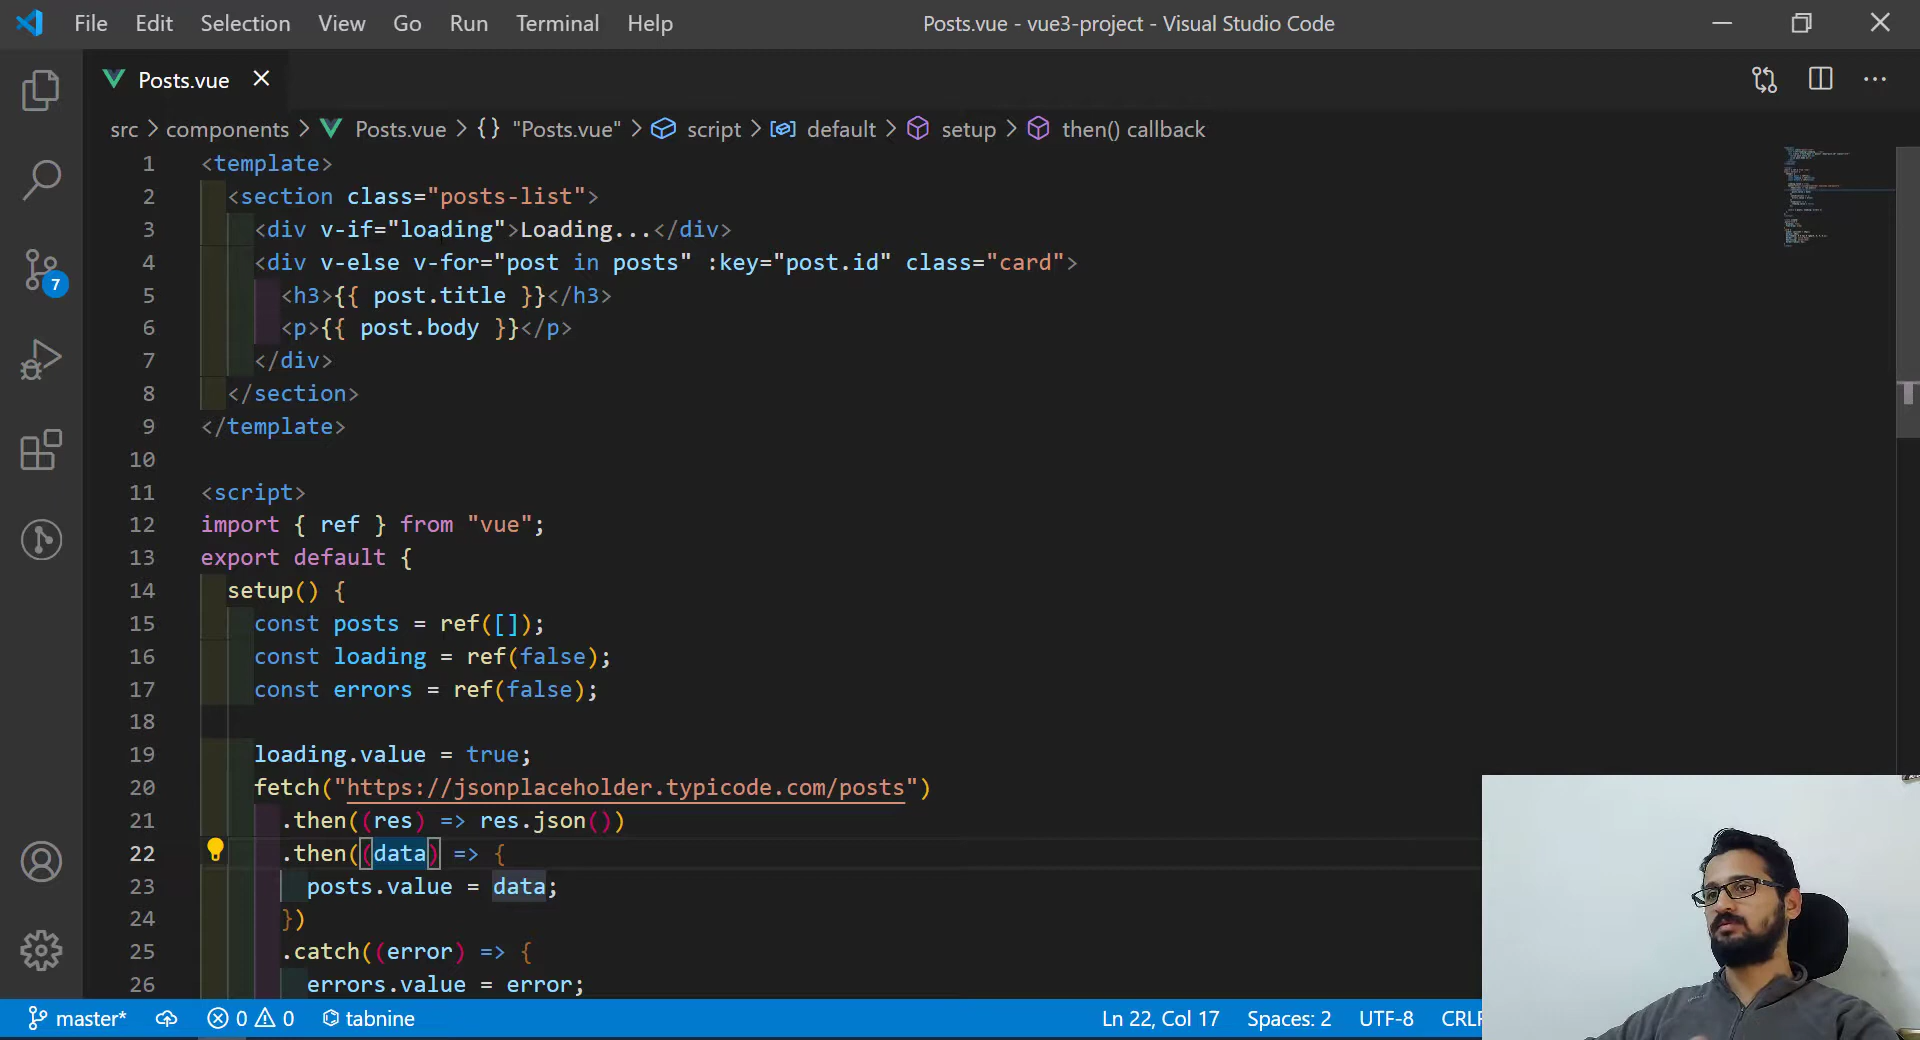 File Edit Selection View Go Run Terminal Help Posts.vue - vue3-project - Visual Studio Code
Posts.vue
src > components > Posts.vue > {} "Posts.vue" > script > default > setup > then() callback
1 <template>
2 <section class="posts-list">
3 <div v-if="loading">Loading...</div>
4 <div v-else v-for="post in posts" :key="post.id" class="card">
5 <h3>{{ post.title }}</h3>
6 <p>{{ post.body }}</p>
7 </div>
8 </section>
9 </template>
10
11 <script>
12 import { ref } from "vue";
13 export default {
14 setup() {
15 const posts = ref([]);
16 const loading = ref(false);
17 const errors = ref(false);
18
19 loading.value = true;
20 fetch("https://jsonplaceholder.typicode.com/posts")
21 .then((res) => res.json())
22 .then((data) => {
23 posts.value = data;
24 })
25 .catch((error) => {
26 errors.value = error;
7
master* 0 0 tabnine Ln 22, Col 17 Spaces: 2 UTF-8 CRLF